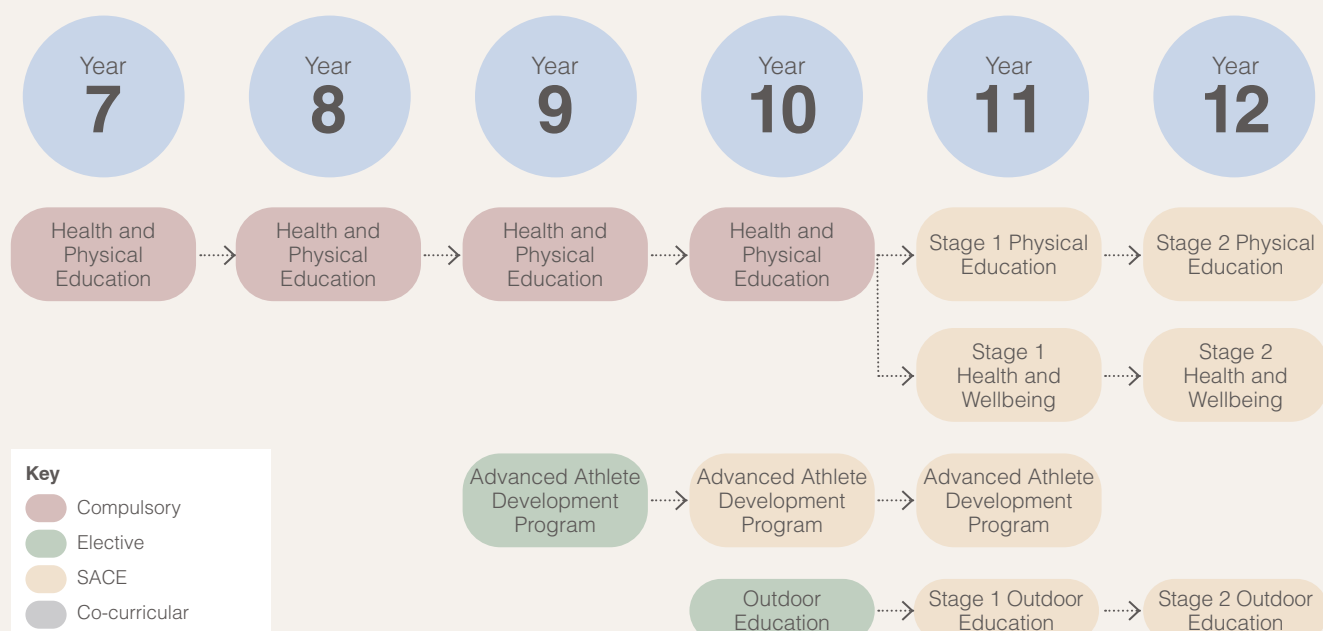 Year
7
Year
8
Year
9
Year
10
Year
11
Year
12
Health and
Physical
Education
Health and
Physical
Education
Health and
Physical
Education
Health and
Physical
Education
Stage 1 Physical
Education
Stage 2 Physical
Education
Stage 1
Health and
Wellbeing
Stage 2
Health and
Wellbeing
Advanced Athlete
Development
Program
Advanced Athlete
Development
Program
Advanced Athlete
Development
Program
Outdoor
Education
Stage 1 Outdoor
Education
Stage 2 Outdoor
Education
Key
Compulsory
Elective
SACE
Co-curricular